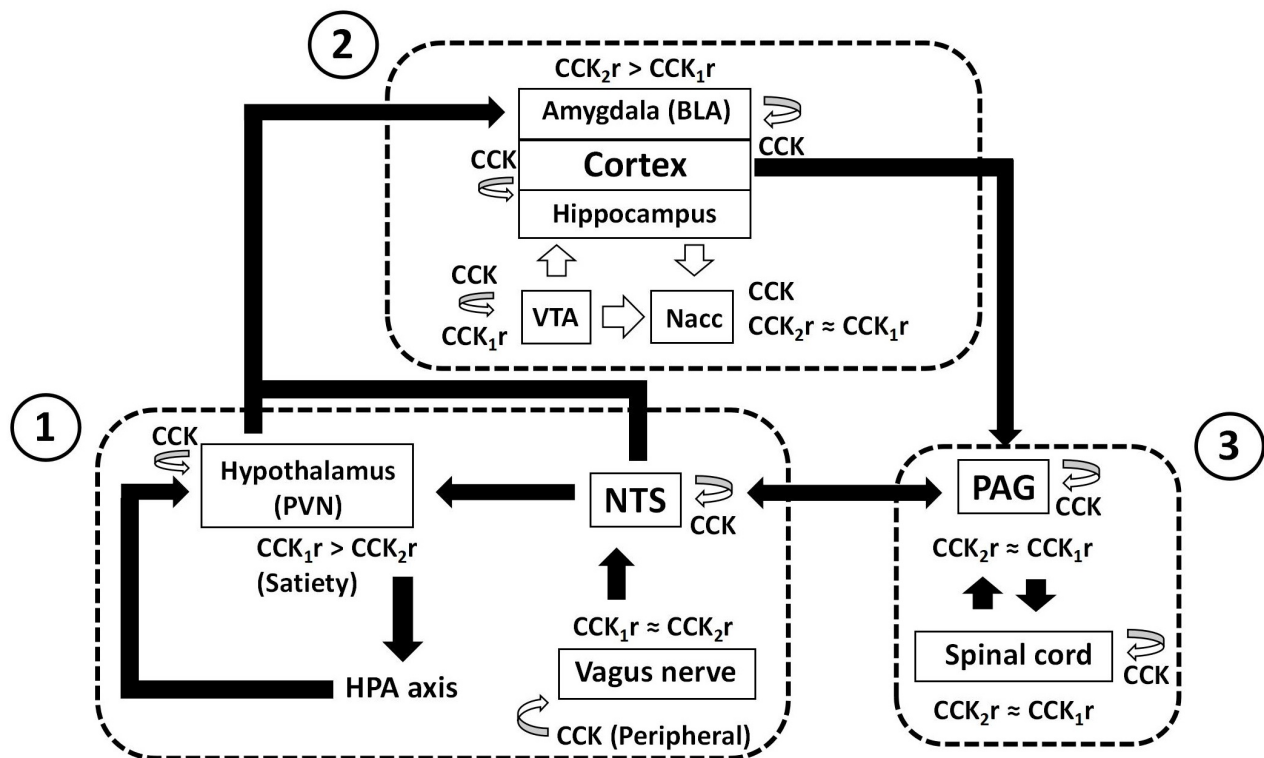 2
CCK₂r > CCK₁r
Amygdala (BLA)
CCK
CCK
Cortex
Hippocampus
CCK
CCK₁r
VTA
Nacc
CCK
CCK₂r ≈ CCK₁r
1
CCK
Hypothalamus
(PVN)
CCK₁r > CCK₂r
(Satiety)
HPA axis
NTS
CCK
CCK₁r ≈ CCK₂r
Vagus nerve
CCK (Peripheral)
3
PAG
CCK
CCK₂r ≈ CCK₁r
Spinal cord
CCK
CCK₂r ≈ CCK₁r